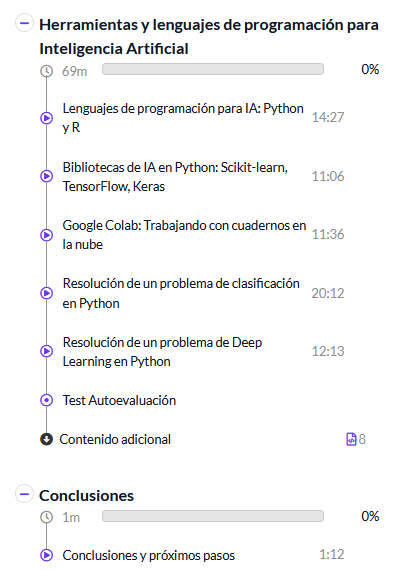 Herramientas y lenguajes de programación para
Inteligencia Artificial
69m 0%
Lenguajes de programación para IA: Python
y R
14:27
Bibliotecas de IA en Python: Scikit-learn,
TensorFlow, Keras
11:06
Google Colab: Trabajando con cuadernos en
la nube
11:36
Resolución de un problema de clasificación
en Python
20:12
Resolución de un problema de Deep
Learning en Python
12:13
Test Autoevaluación
Contenido adicional 8
Conclusiones
1m 0%
Conclusiones y próximos pasos 1:12